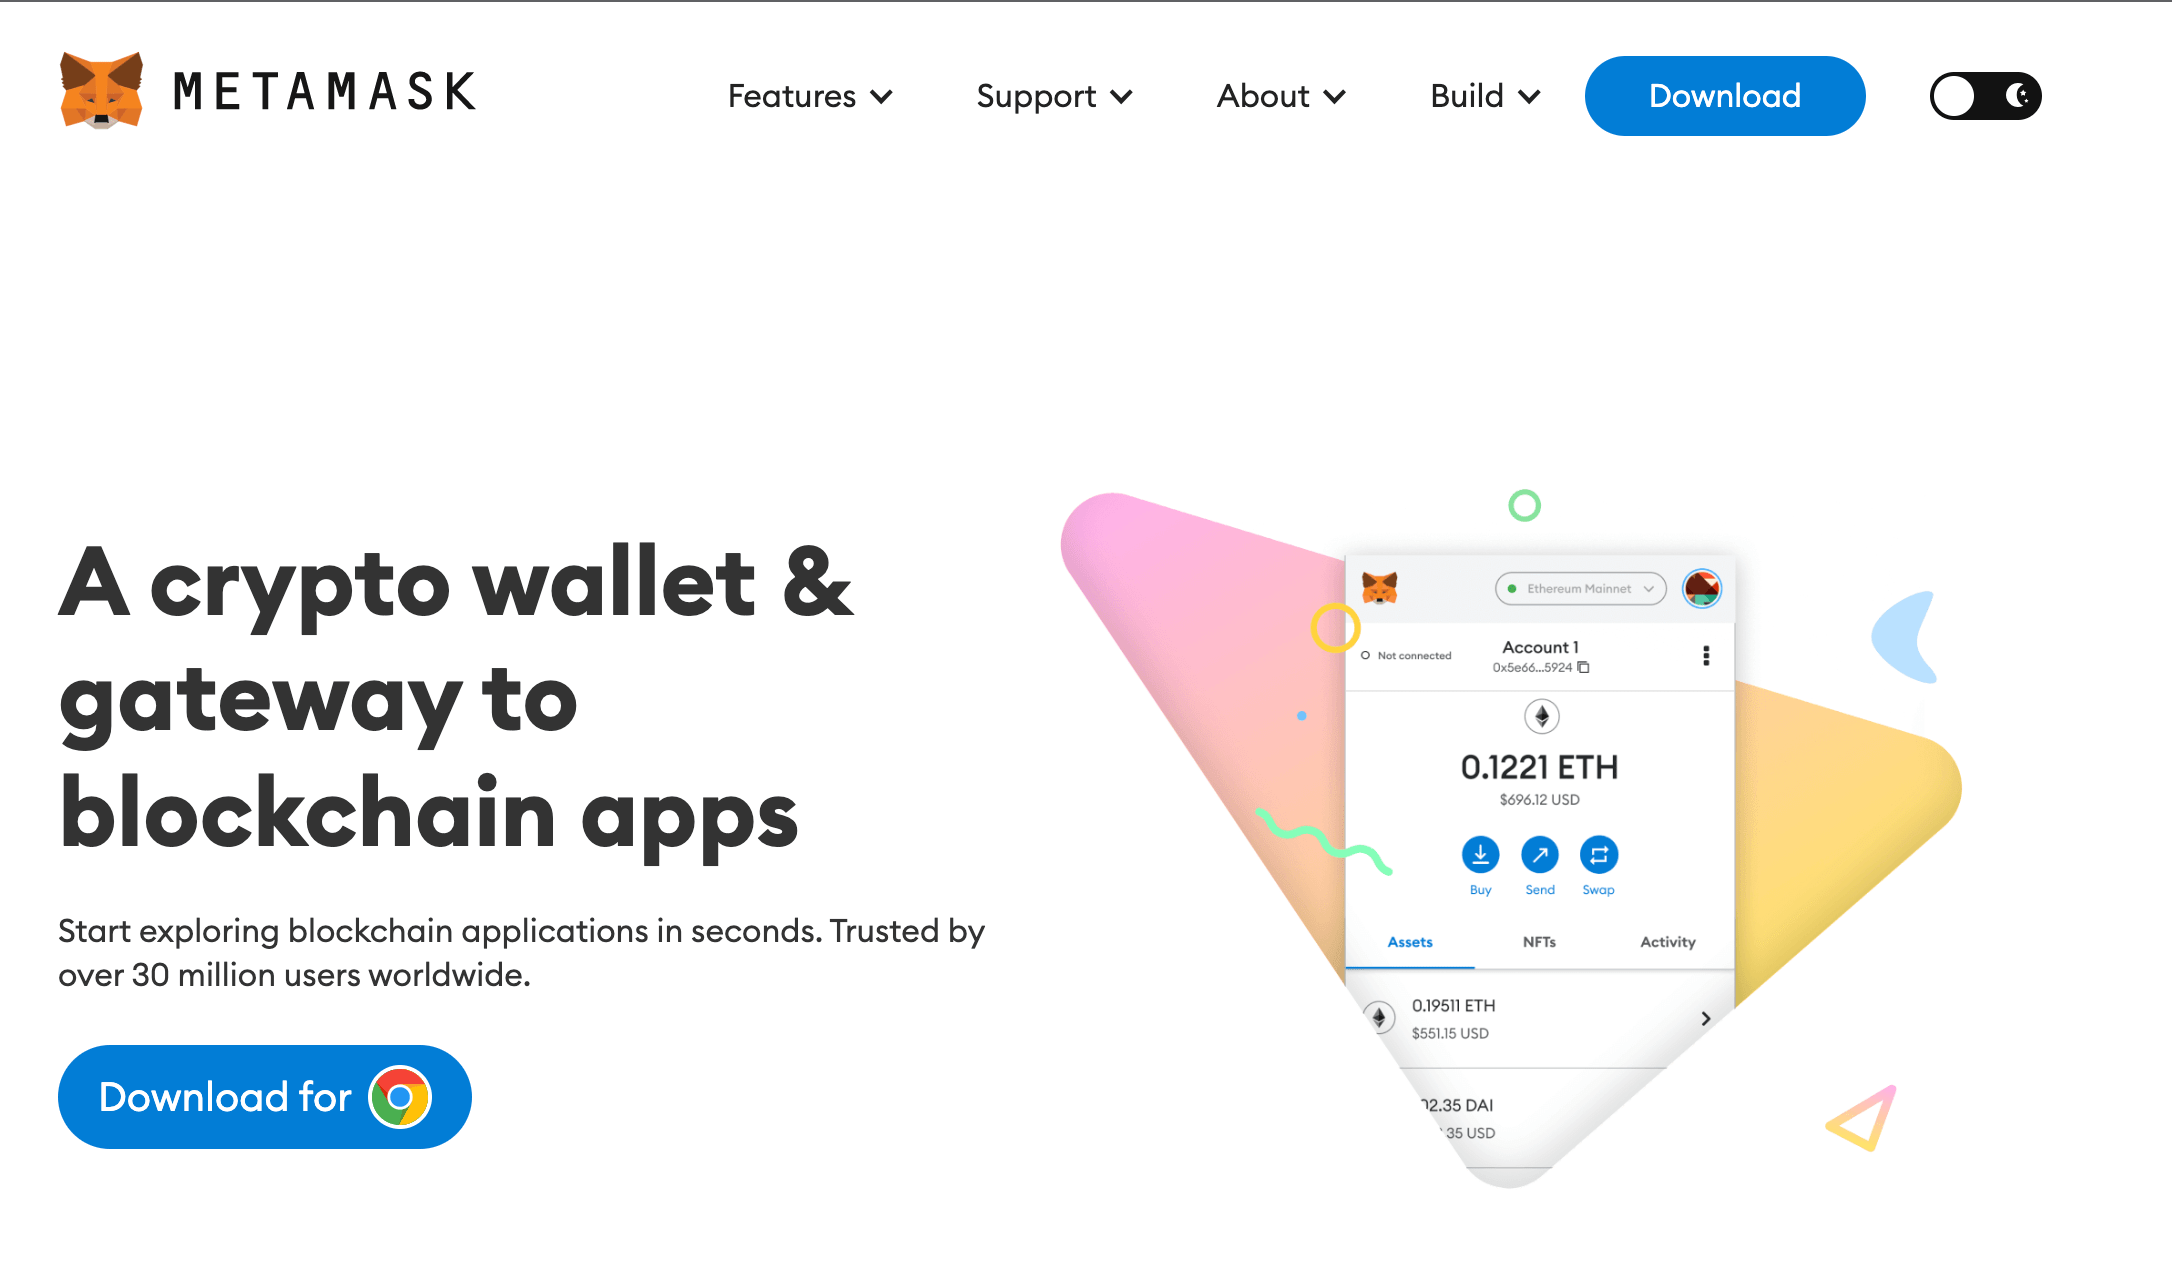 METAMASK
Features
Support
About
Build
Download
A crypto wallet &
gateway to
blockchain apps
Start exploring blockchain applications in seconds. Trusted by
over 30 million users worldwide.
Download for
Ethereum Mainnet
Not connected
Account 1
0x5e66...5924
0.1221 ETH
$696.12 USD
Buy
Send
Swap
Assets
NFTs
Activity
0.19511 ETH
$551.15 USD
02.35 DAI
.35 USD